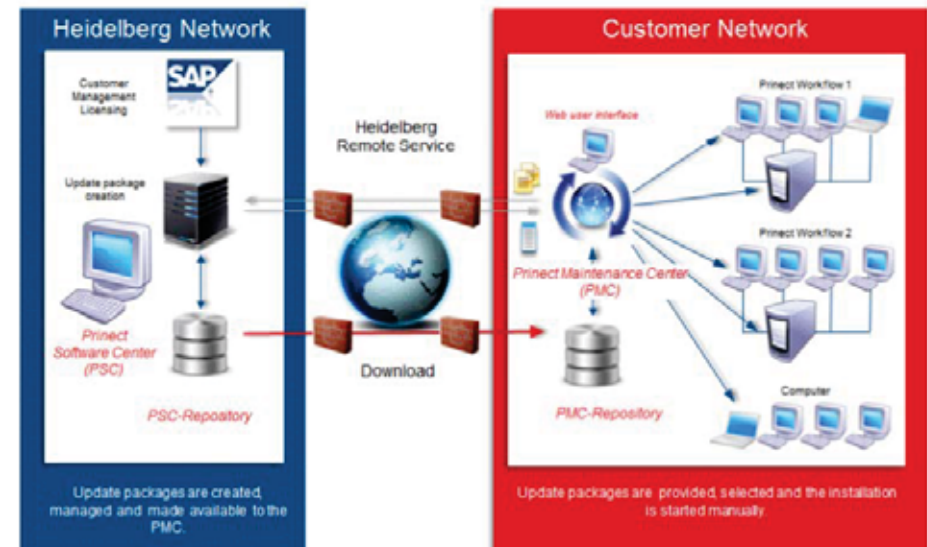 Heidelberg Network
Customer
Management
Licensing
SAP
Update package
creation
Prinect
Software Center
(PSC)
PSC-Repository
Update packages are created,
managed and made available to the
PMC.
Heidelberg
Remote Service
Download
Customer Network
Web user interface
Prinect Maintenance Center
(PMC)
PMC-Repository
Prinect Workflow 1
Prinect Workflow 2
Computer
Update packages are provided, selected and the installation
is started manually.